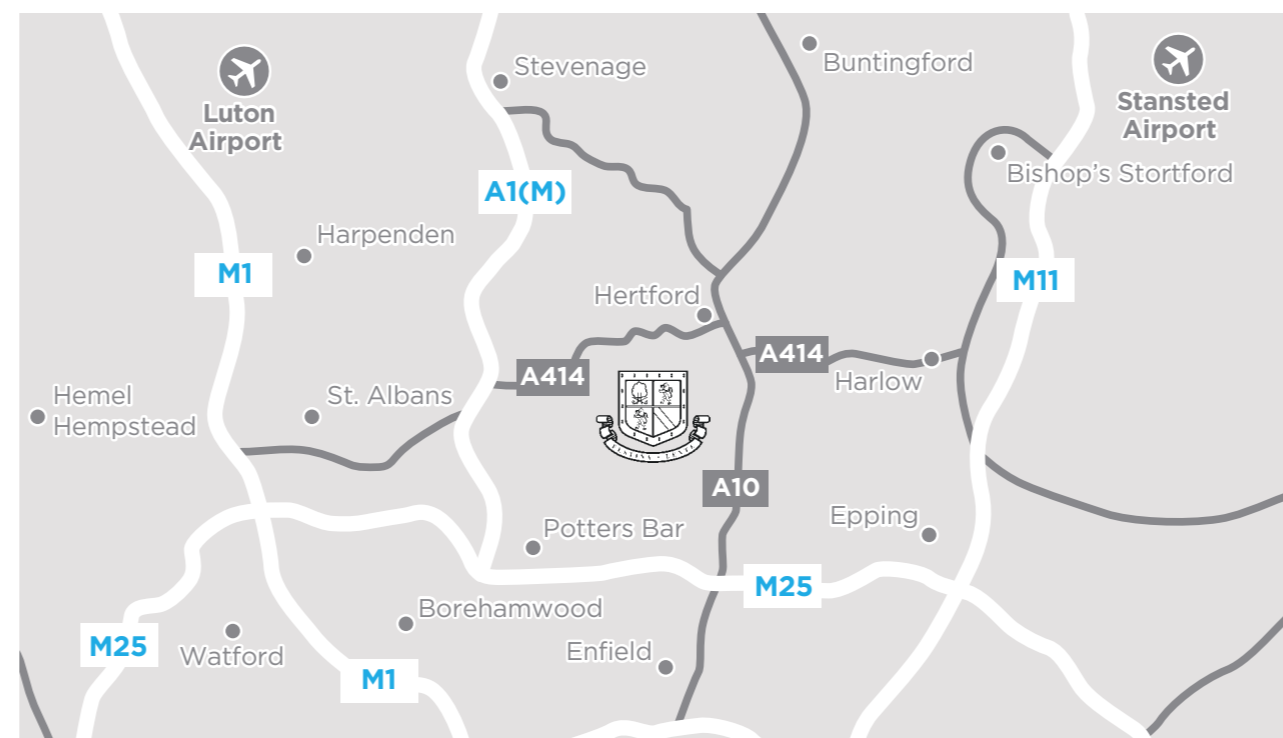 Luton
Airport
Stevenage
Buntingford
Stansted
Airport
Bishop's Stortford
A1(M)
Harpenden
M1
M11
Hertford
A414
A414
Harlow
Hemel
Hempstead
St. Albans
A10
Epping
Potters Bar
M25
Borehamwood
M25
Watford
Enfield
M1